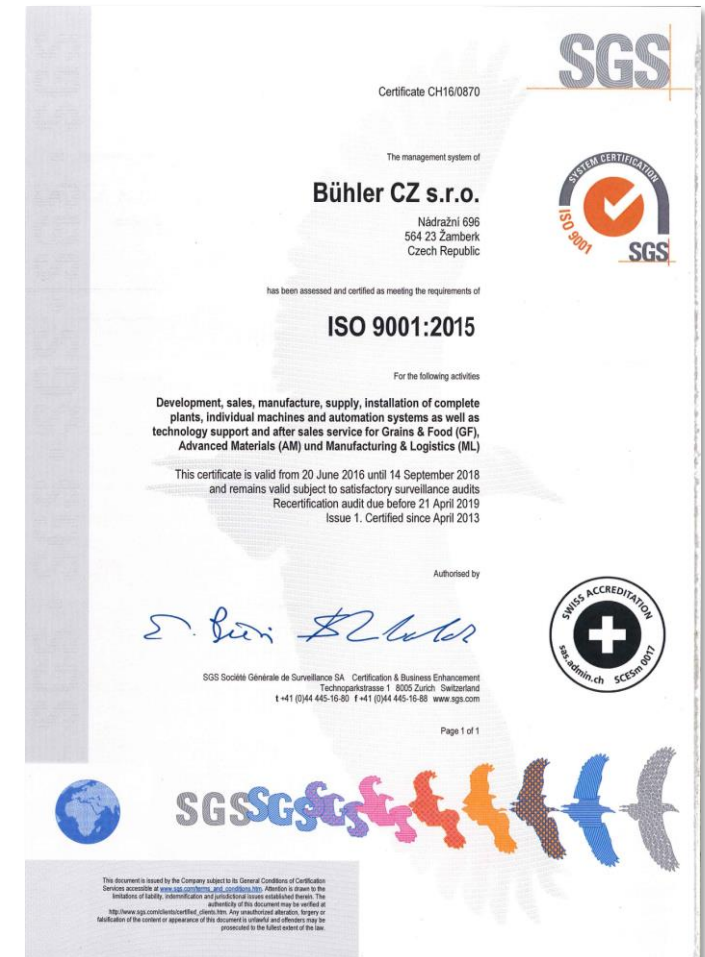 SGS
Certificate CH16/0870
The management system of
Bühler CZ s.r.o.
Nádražní 696
564 23 Žamberk
Czech Republic
SYSTEM CERTIFICATION
ISO 9001
SGS
has been assessed and certified as meeting the requirements of
ISO 9001:2015
For the following activities
Development, sales, manufacture, supply, installation of complete
plants, individual machines and automation systems as well as
technology support and after sales service for Grains & Food (GF),
Advanced Materials (AM) und Manufacturing & Logistics (ML)
This certificate is valid from 20 June 2016 until 14 September 2018
and remains valid subject to satisfactory surveillance audits
Recertification audit due before 21 April 2019
Issue 1. Certified since April 2013
Authorised by
SWISS ACCREDITATION
sas.admin.ch SCESm 0017
SGS Société Générale de Surveillance SA Certification & Business Enhancement
Technoparkstrasse 1 8005 Zurich Switzerland
t +41 (0)44 445-16-80 f +41 (0)44 445-16-88 www.sgs.com
Page 1 of 1
SGSSGSSGS
This document is issued by the Company subject to its General Conditions of Certification
Services accessible at www.sgs.com/terms_and_conditions.htm. Attention is drawn to the
limitations of liability, indemnification and jurisdictional issues established therein. The
authenticity of this document may be verified at
http://www.sgs.com/clients/certified_clients.htm. Any unauthorized alteration, forgery or
falsification of the content or appearance of this document is unlawful and offenders may be
prosecuted to the fullest extent of the law.